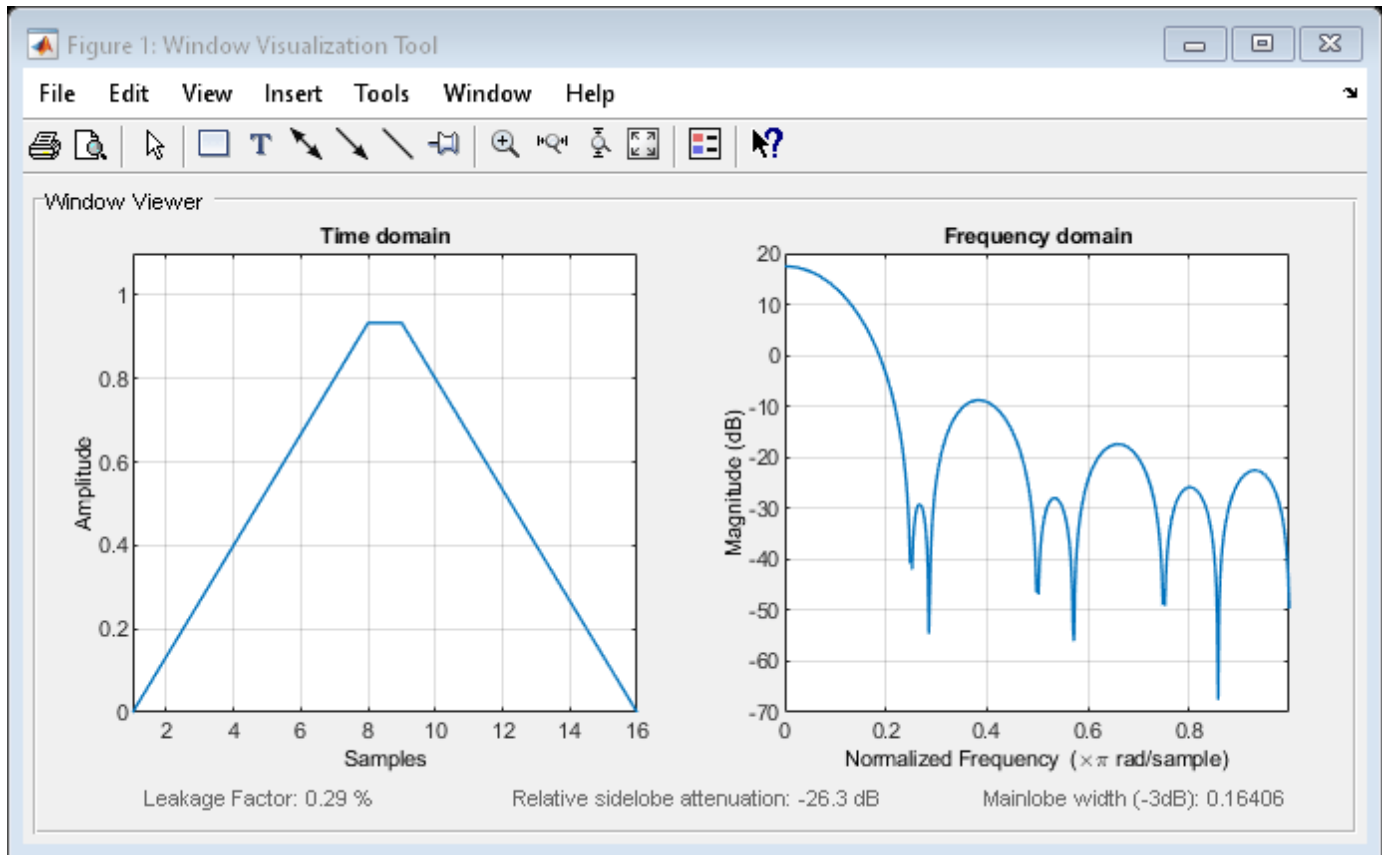 Figure 1: Window Visualization Tool
File Edit View Insert Tools Window Help
T
?
Window Viewer
Time domain
1
0.8
0.6
0.4
0.2
0
Amplitude
2 4 6 8 10 12 14 16
Samples
Frequency domain
20
10
0
-10
-20
-30
-40
-50
-60
-70
Magnitude (dB)
0 0.2 0.4 0.6 0.8
Normalized Frequency (×π rad/sample)
Leakage Factor: 0.29 %
Relative sidelobe attenuation: -26.3 dB
Mainlobe width (-3dB): 0.16406